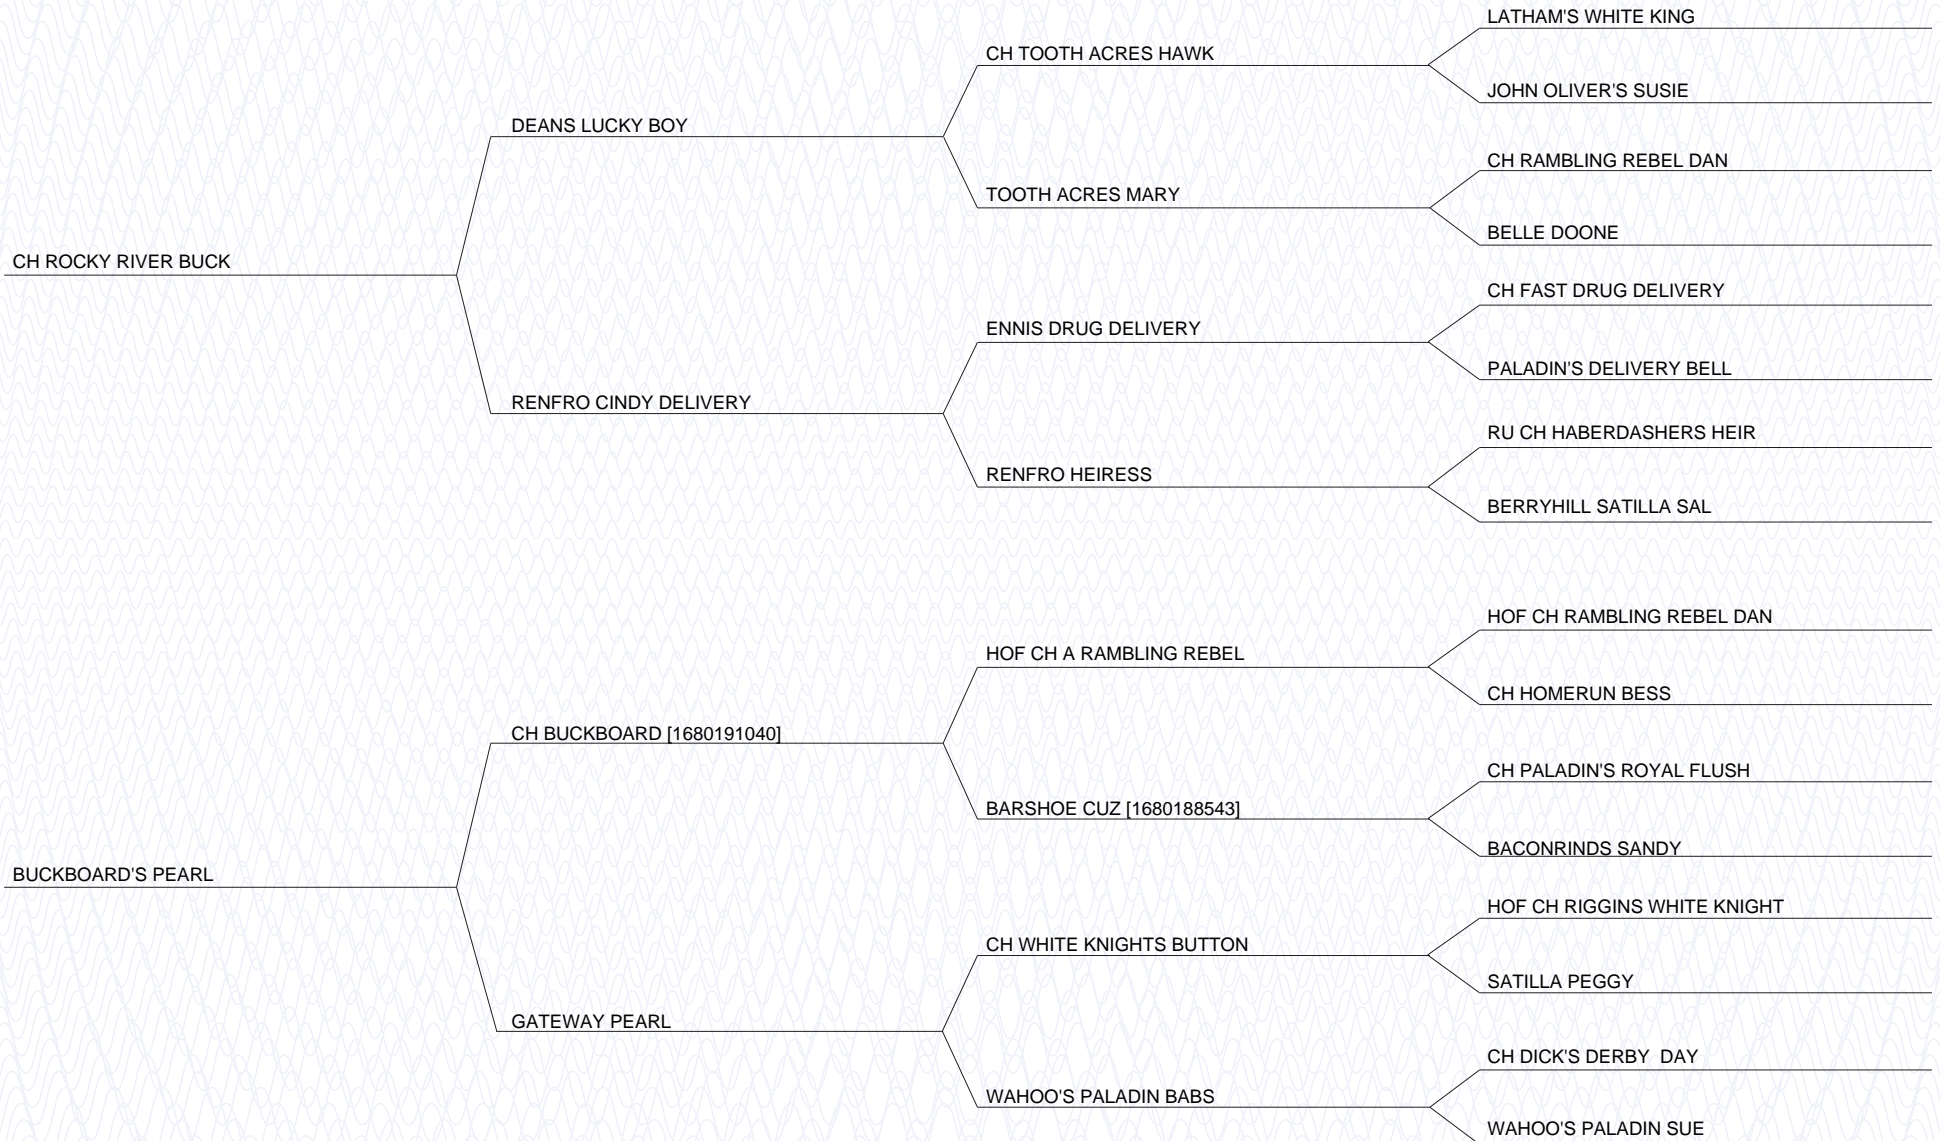 LATHAM'S WHITE KING
CH TOOTH ACRES HAWK
JOHN OLIVER'S SUSIE
DEANS LUCKY BOY
CH RAMBLING REBEL DAN
TOOTH ACRES MARY
BELLE DOONE
CH ROCKY RIVER BUCK
CH FAST DRUG DELIVERY
ENNIS DRUG DELIVERY
PALADIN'S DELIVERY BELL
RENFRO CINDY DELIVERY
RU CH HABERDASHERS HEIR
RENFRO HEIRESS
BERRYHILL SATILLA SAL
HOF CH RAMBLING REBEL DAN
HOF CH A RAMBLING REBEL
CH HOMERUN BESS
CH BUCKBOARD [1680191040]
CH PALADIN'S ROYAL FLUSH
BARSHOE CUZ [1680188543]
BACONRINDS SANDY
BUCKBOARD'S PEARL
HOF CH RIGGINS WHITE KNIGHT
CH WHITE KNIGHTS BUTTON
SATILLA PEGGY
GATEWAY PEARL
CH DICK'S DERBY  DAY
WAHOO'S PALADIN BABS
WAHOO'S PALADIN SUE